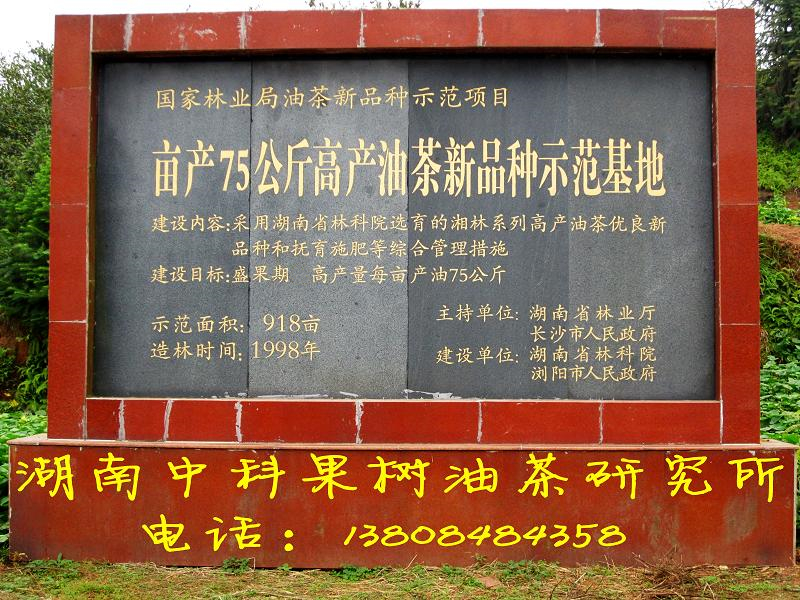 国家林业局油茶新品种示范项目
亩产75公斤高产油茶新品种示范基地
建设内容:采用湖南省林科院选育的湘林系列高产油茶优良新
品种和抚育施肥等综合管理措施
建设目标:盛果期 高产量每亩产油75公斤
示范面积: 918亩
造林时间: 1998年
主持单位: 湖南省林业厅
长沙市人民政府
建设单位: 湖南省林科院
浏阳市人民政府
湖南中科果树油茶研究所
电话: 13808484358